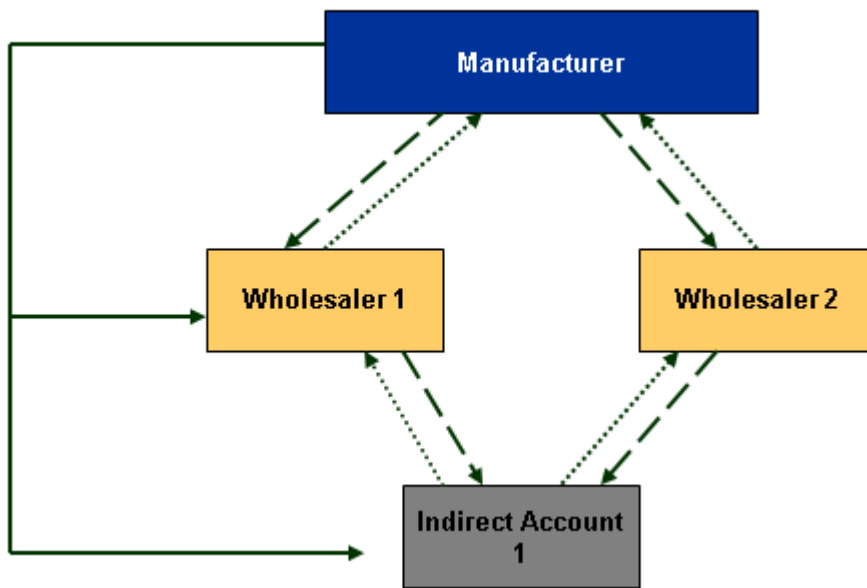 Manufacturer
Wholesaler 1
Wholesaler 2
Indirect Account
1